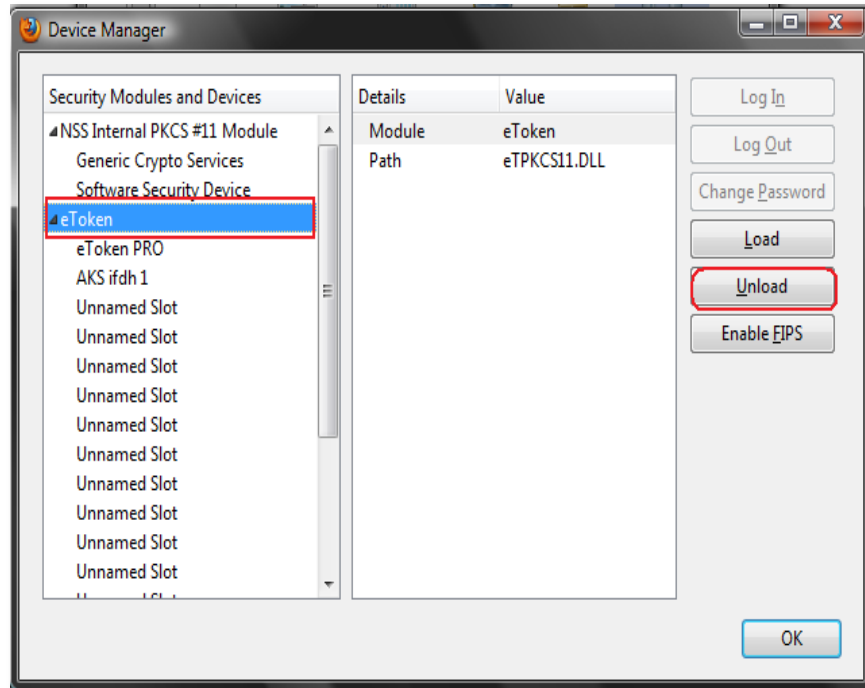 Device Manager
Security Modules and Devices
NSS Internal PKCS #11 Module
Generic Crypto Services
Software Security Device
eToken
eToken PRO
AKS ifdh 1
Unnamed Slot
Unnamed Slot
Unnamed Slot
Unnamed Slot
Unnamed Slot
Unnamed Slot
Unnamed Slot
Unnamed Slot
Unnamed Slot
Unnamed Slot
Details Value
Module eToken
Path eTPKCS11.DLL
Log In
Log Out
Change Password
Load
Unload
Enable FIPS
OK